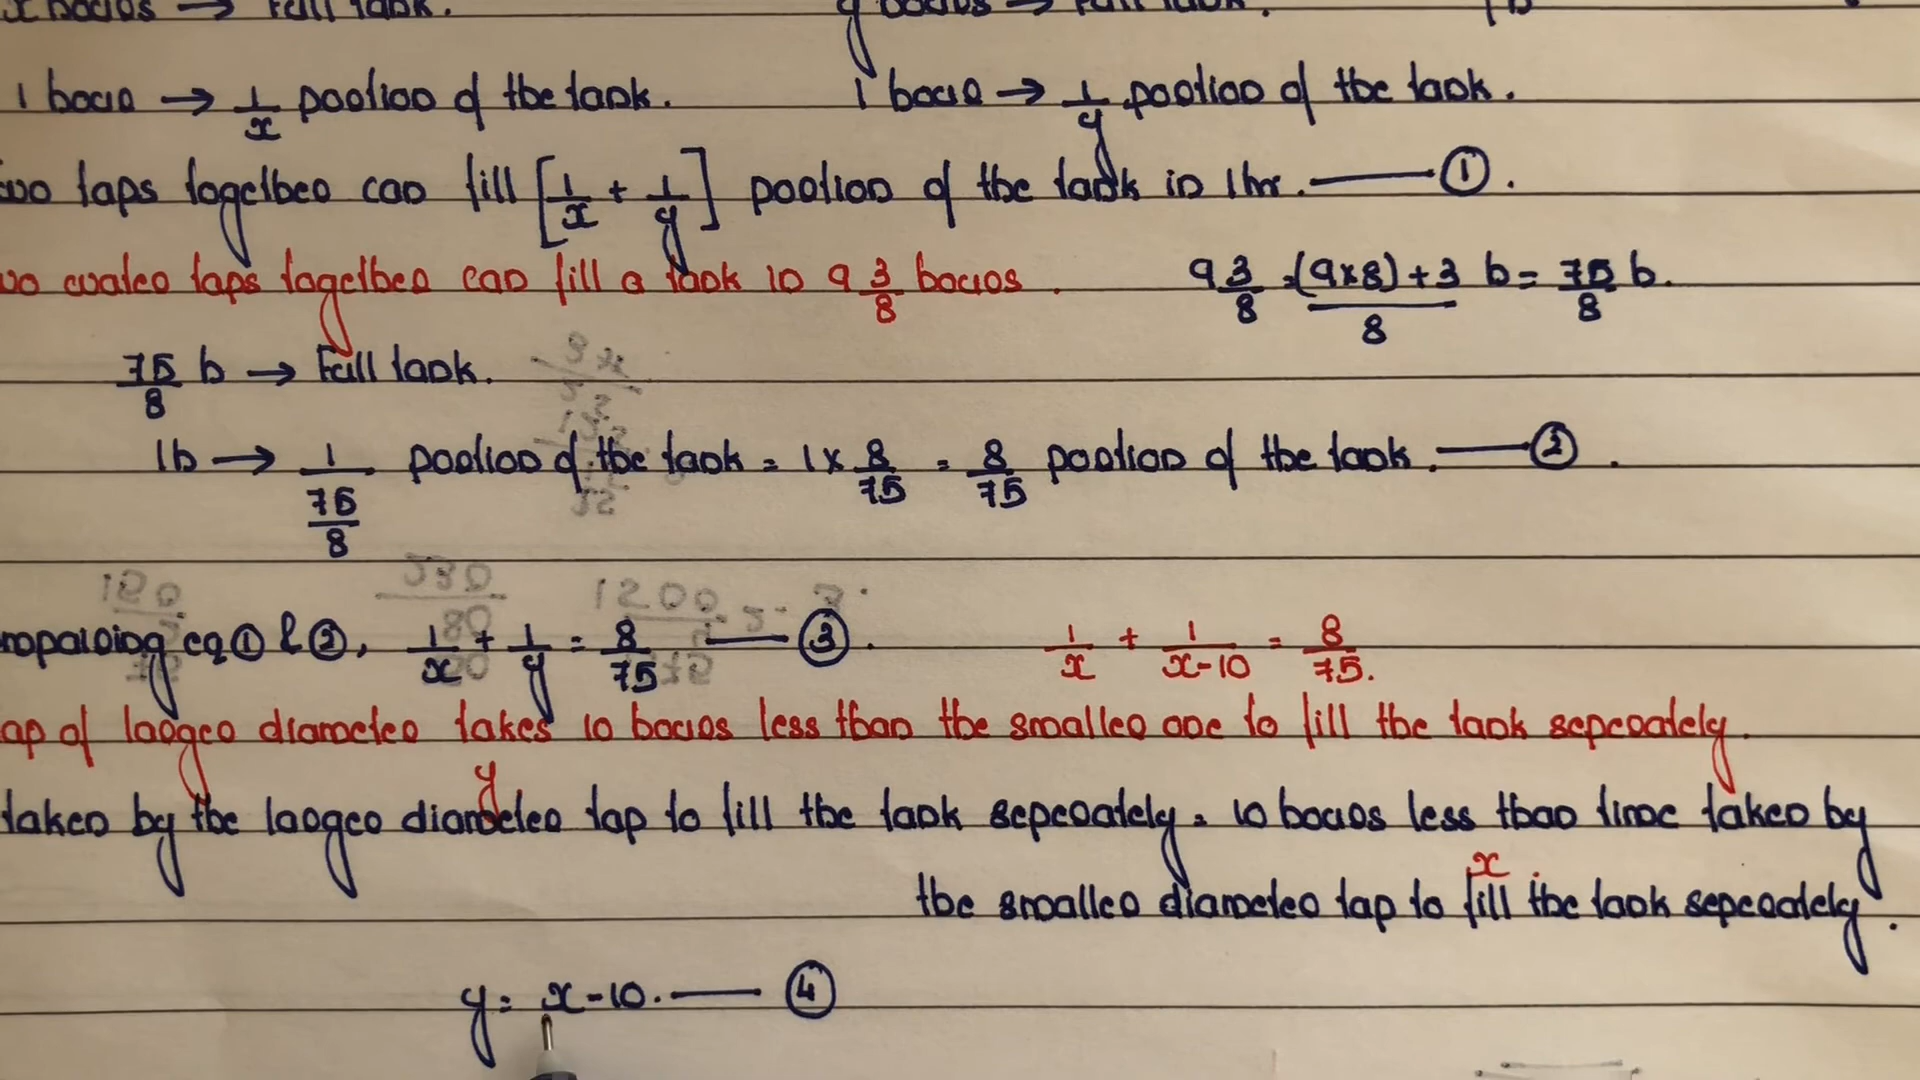 x hours → Full tank.
y hours → Full tank.
1 hour → 1/x portion of the tank.
1 hour → 1/y portion of the tank.
two taps together can fill [1/x + 1/y] portion of the tank in 1hr. —— ①.
two water taps together can fill a tank in 9 3/8 hours.
9 3/8 = (9×8)+3/8 h = 75/8 h.
75/8 h → Full tank.
1h → 1/(75/8) portion of the tank = 1 × 8/75 = 8/75 portion of the tank. —— ②.
comparing eq ① & ②, 1/x + 1/y = 8/75 —— ③.
1/x + 1/x-10 = 8/75.
tap of larger diameter takes 10 hours less than the smaller one to fill the tank seperately.
y
taken by the larger diameter tap to fill the tank seperately = 10 hours less than time taken by
x
the smaller diameter tap to fill the tank seperately.
y = x-10. —— ④